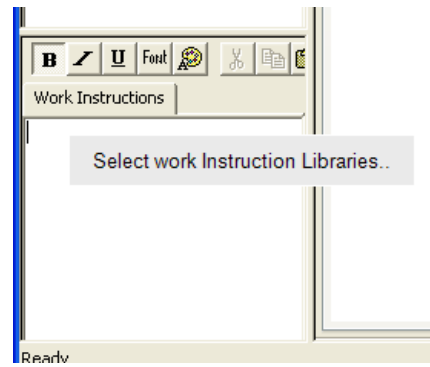 B I U Font A
Work Instructions
Select work Instruction Libraries..
Ready